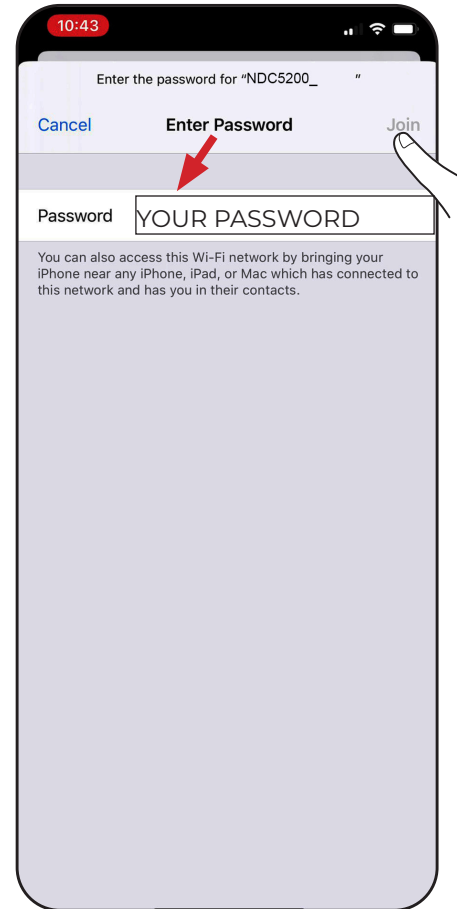 10:43
Enter the password for “NDC5200_ ”
Cancel Enter Password Join
Password YOUR PASSWORD
You can also access this Wi-Fi network by bringing your
iPhone near any iPhone, iPad, or Mac which has connected to
this network and has you in their contacts.